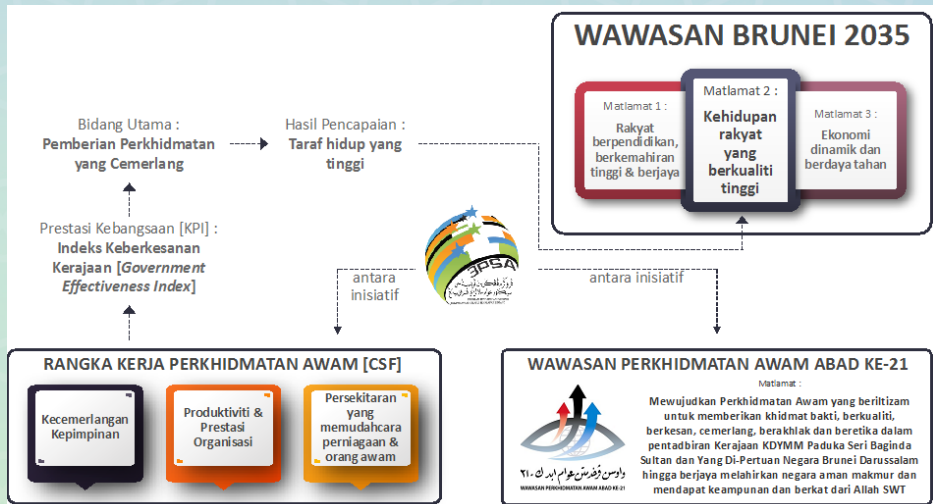 WAWASAN BRUNEI 2035
Matlamat 1 :
Rakyat
berpendidikan,
berkemahiran
tinggi & berjaya
Matlamat 2 :
Kehidupan
rakyat
yang
berkualiti
tinggi
Matlamat 3 :
Ekonomi
dinamik dan
berdaya tahan
Bidang Utama :
Pemberian Perkhidmatan
yang Cemerlang
Hasil Pencapaian :
Taraf hidup yang
tinggi
Prestasi Kebangsaan [KPI] :
Indeks Keberkesanan
Kerajaan [Government
Effectiveness Index]
3PSA
antara
inisiatif
antara
inisiatif
RANGKA KERJA PERKHIDMATAN AWAM [CSF]
Kecemerlangan
Kepimpinan
Produktiviti &
Prestasi
Organisasi
Persekitaran
yang
memudahcara
perniagaan &
orang awam
WAWASAN PERKHIDMATAN AWAM ABAD KE-21
Matlamat :
Mewujudkan Perkhidmatan Awam yang beriltizam
untuk memberikan khidmat bakti, berkualiti,
berkesan, cemerlang, berakhlak dan beretika dalam
pentadbiran Kerajaan KDYMM Paduka Seri Baginda
Sultan dan Yang Di-Pertuan Negara Brunei Darussalam
hingga berjaya melahirkan negara aman makmur dan
mendapat keampunan dan berkat dari Allah SWT
واوسن قرخدمتن عوام ابد ك-٢١
WAWASAN PERKHIDMATAN AWAM ABAD KE-21